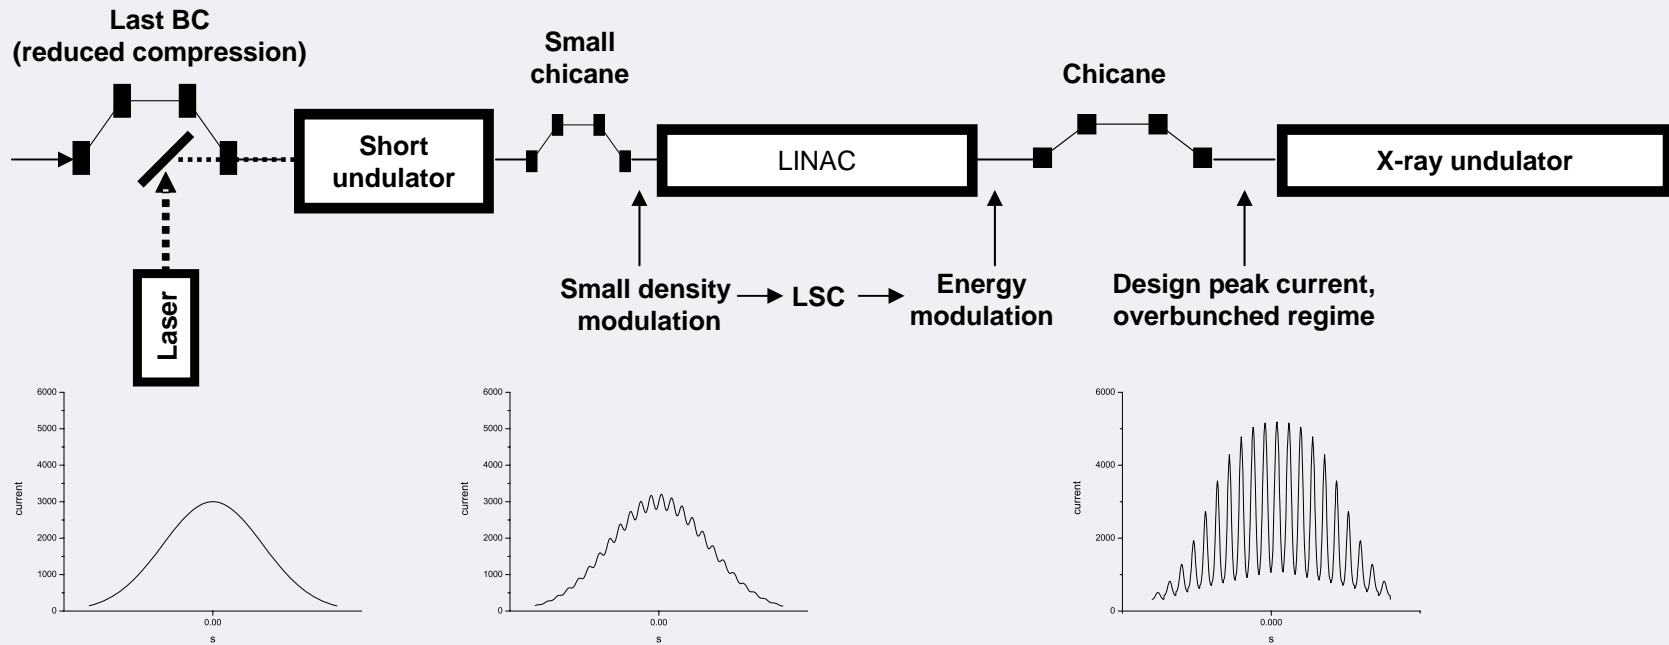 Last BC
(reduced compression)
Small
chicane
Chicane
Short
undulator
LINAC
X-ray undulator
Laser
Small density
modulation
LSC
Energy
modulation
Design peak current,
overbunched regime
6000
5000
4000
3000
2000
1000
0
current
0.00
s
6000
5000
4000
3000
2000
1000
0
current
0.00
s
6000
4000
2000
0
current
0.000
s